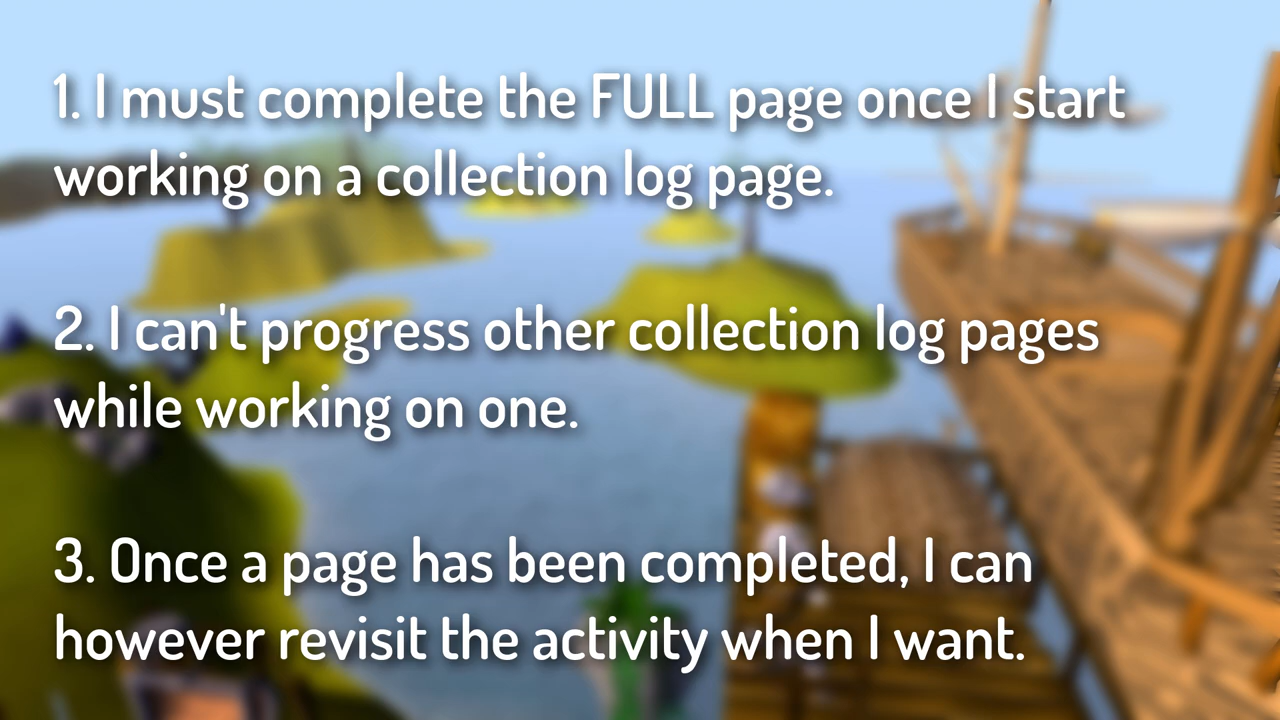 1. I must complete the FULL page once I start
working on a collection log page.
2. I can't progress other collection log pages
while working on one.
3. Once a page has been completed, I can
however revisit the activity when I want.